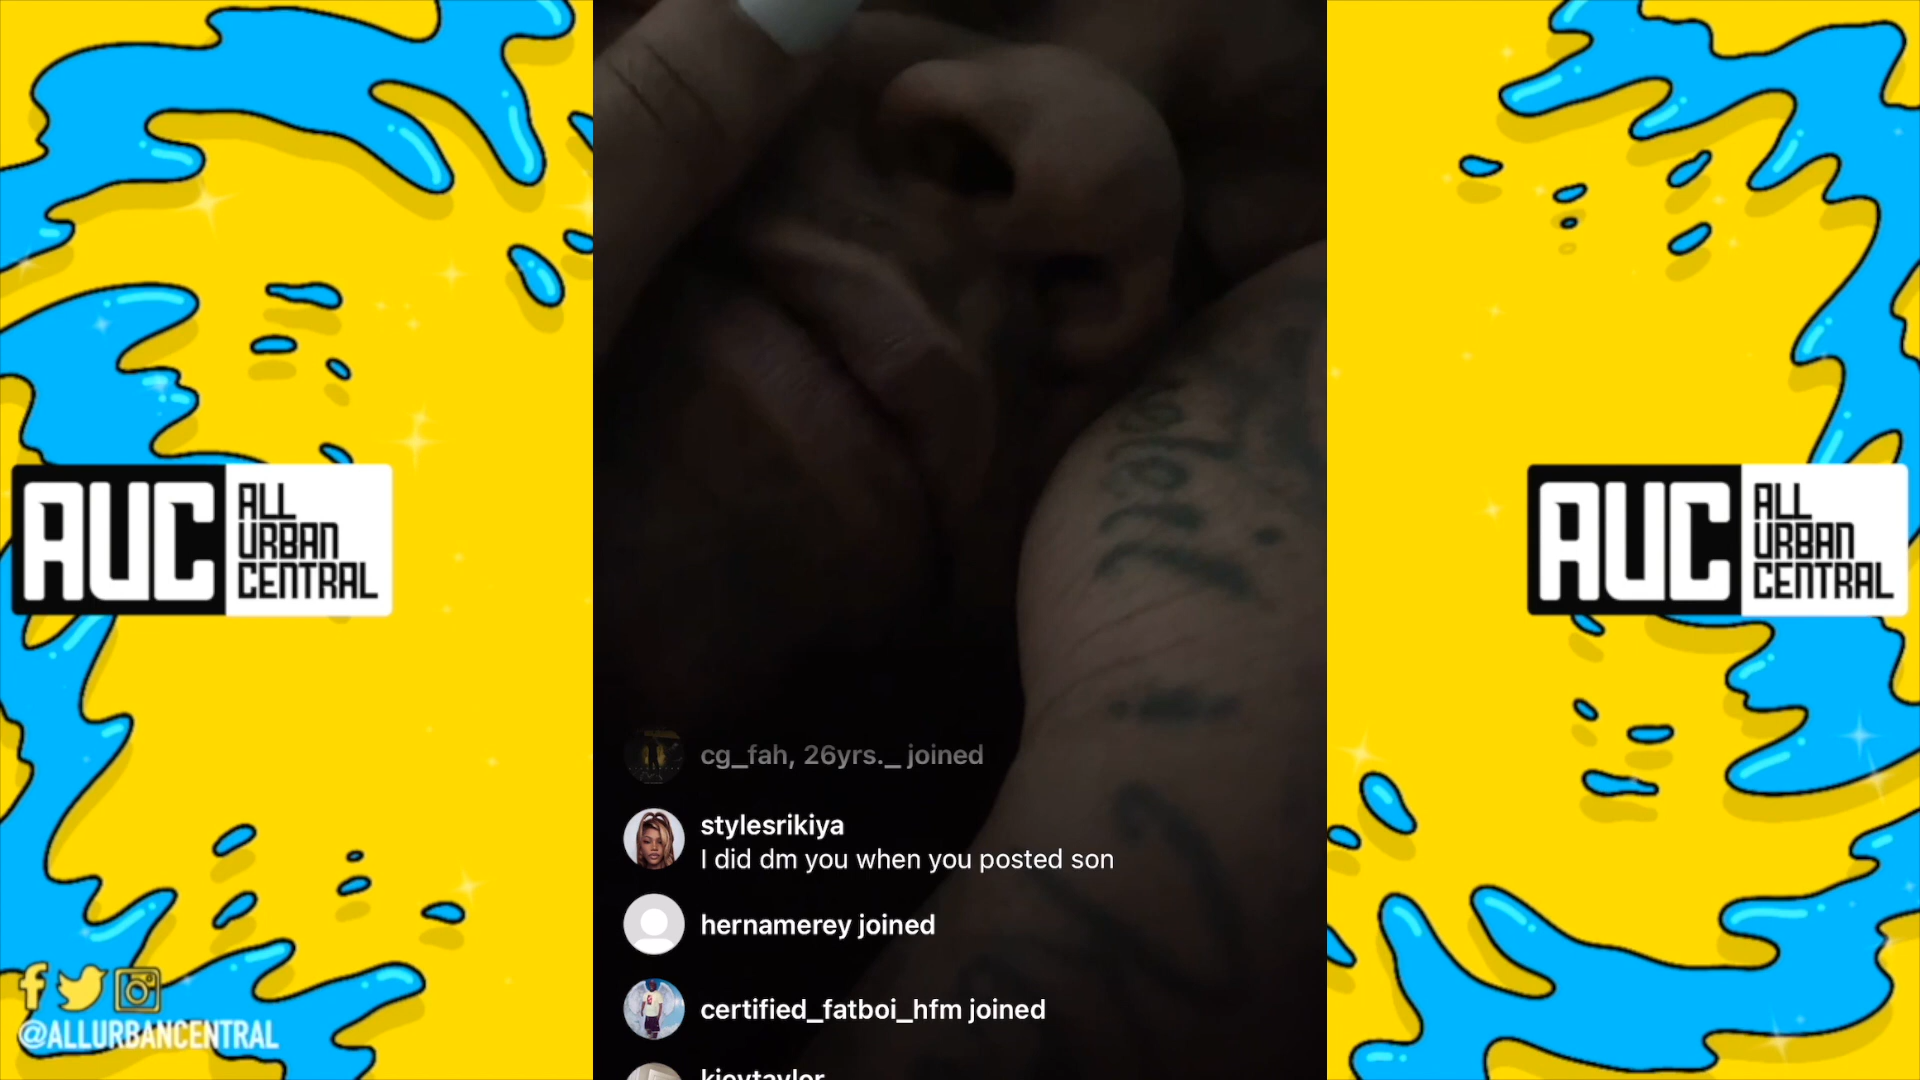 AUC ALL
URBAN
CENTRAL
AUC ALL
URBAN
CENTRAL
cg_fah, 26yrs._ joined
stylesrikiya
I did dm you when you posted son
hernamerey joined
certified_fatboi_hfm joined
@ALLURBANCENTRAL